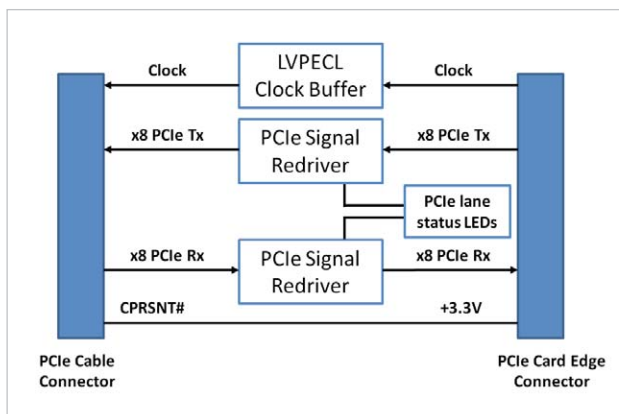 LVPECL
Clock Buffer
Clock
Clock
x8 PCIe Tx
PCIe Signal
Redriver
x8 PCIe Tx
PCIe lane
status LEDs
x8 PCIe Rx
PCIe Signal
Redriver
x8 PCIe Rx
CPRSNT#
+3.3V
PCIe Cable
Connector
PCIe Card Edge
Connector